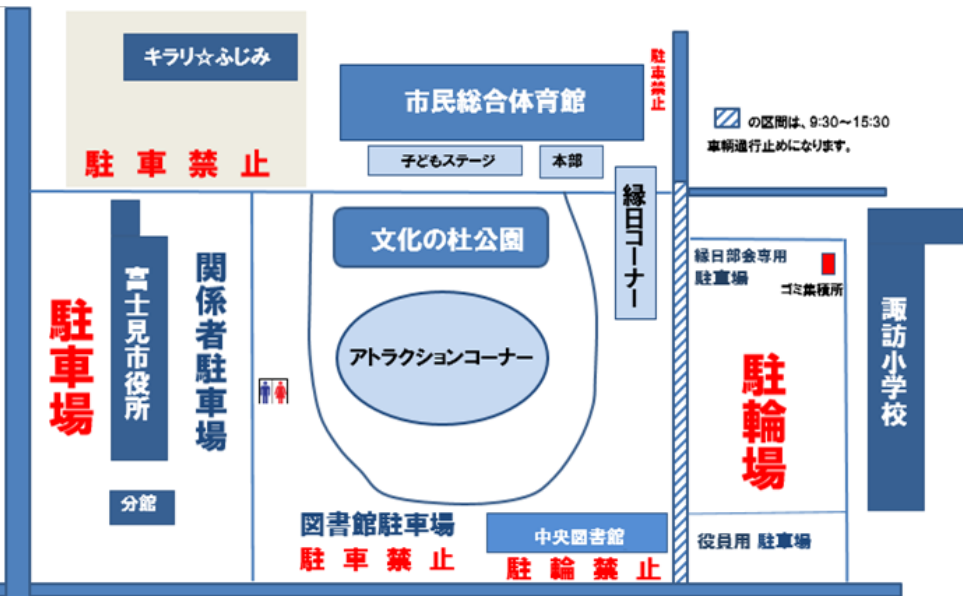 キラリ☆ふじみ
駐車禁止
市民総合体育館
駐車禁止
の区間は、9:30~15:30
車輌通行止めになります。
子どもステージ
本部
縁日コーナー
文化の杜公園
アトラクションコーナー
駐車場
富士見市役所
関係者駐車場
分館
縁日部会専用
駐車場
ゴミ集積所
駐輪場
諏訪小学校
図書館駐車場
駐車禁止
中央図書館
駐輪禁止
役員用 駐車場